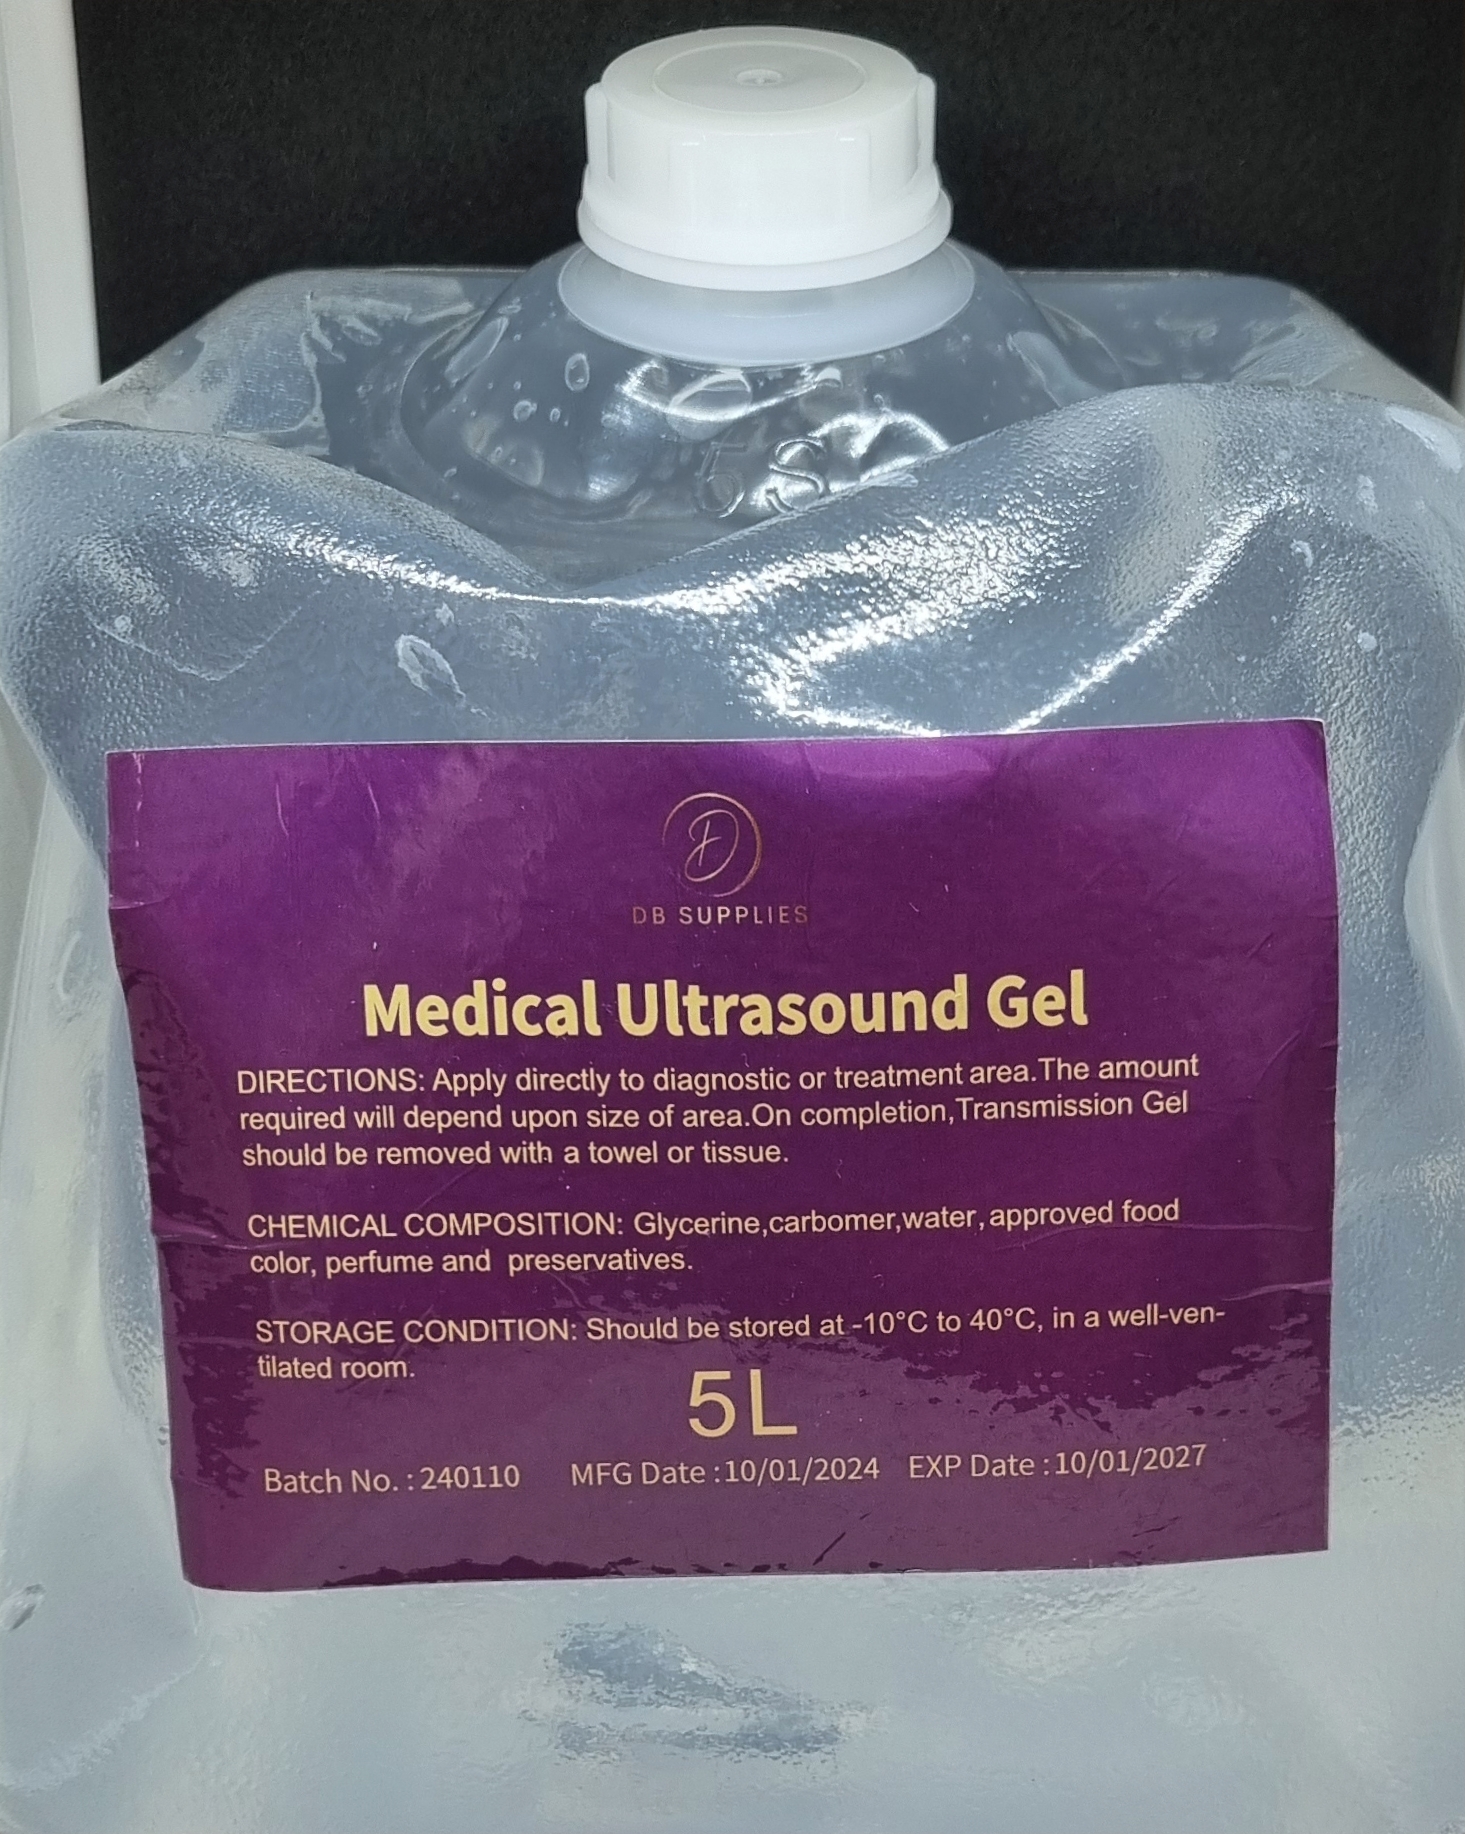 5 S
D
DB SUPPLIES
Medical Ultrasound Gel
DIRECTIONS: Apply directly to diagnostic or treatment area.The amount
required will depend upon size of area.On completion,Transmission Gel
should be removed with a towel or tissue.
CHEMICAL COMPOSITION: Glycerine,carbomer,water, approved food
color, perfume and preservatives.
STORAGE CONDITION: Should be stored at -10°C to 40°C, in a well-ven-
tilated room.
5L
Batch No. : 240110 MFG Date : 10/01/2024 EXP Date : 10/01/2027